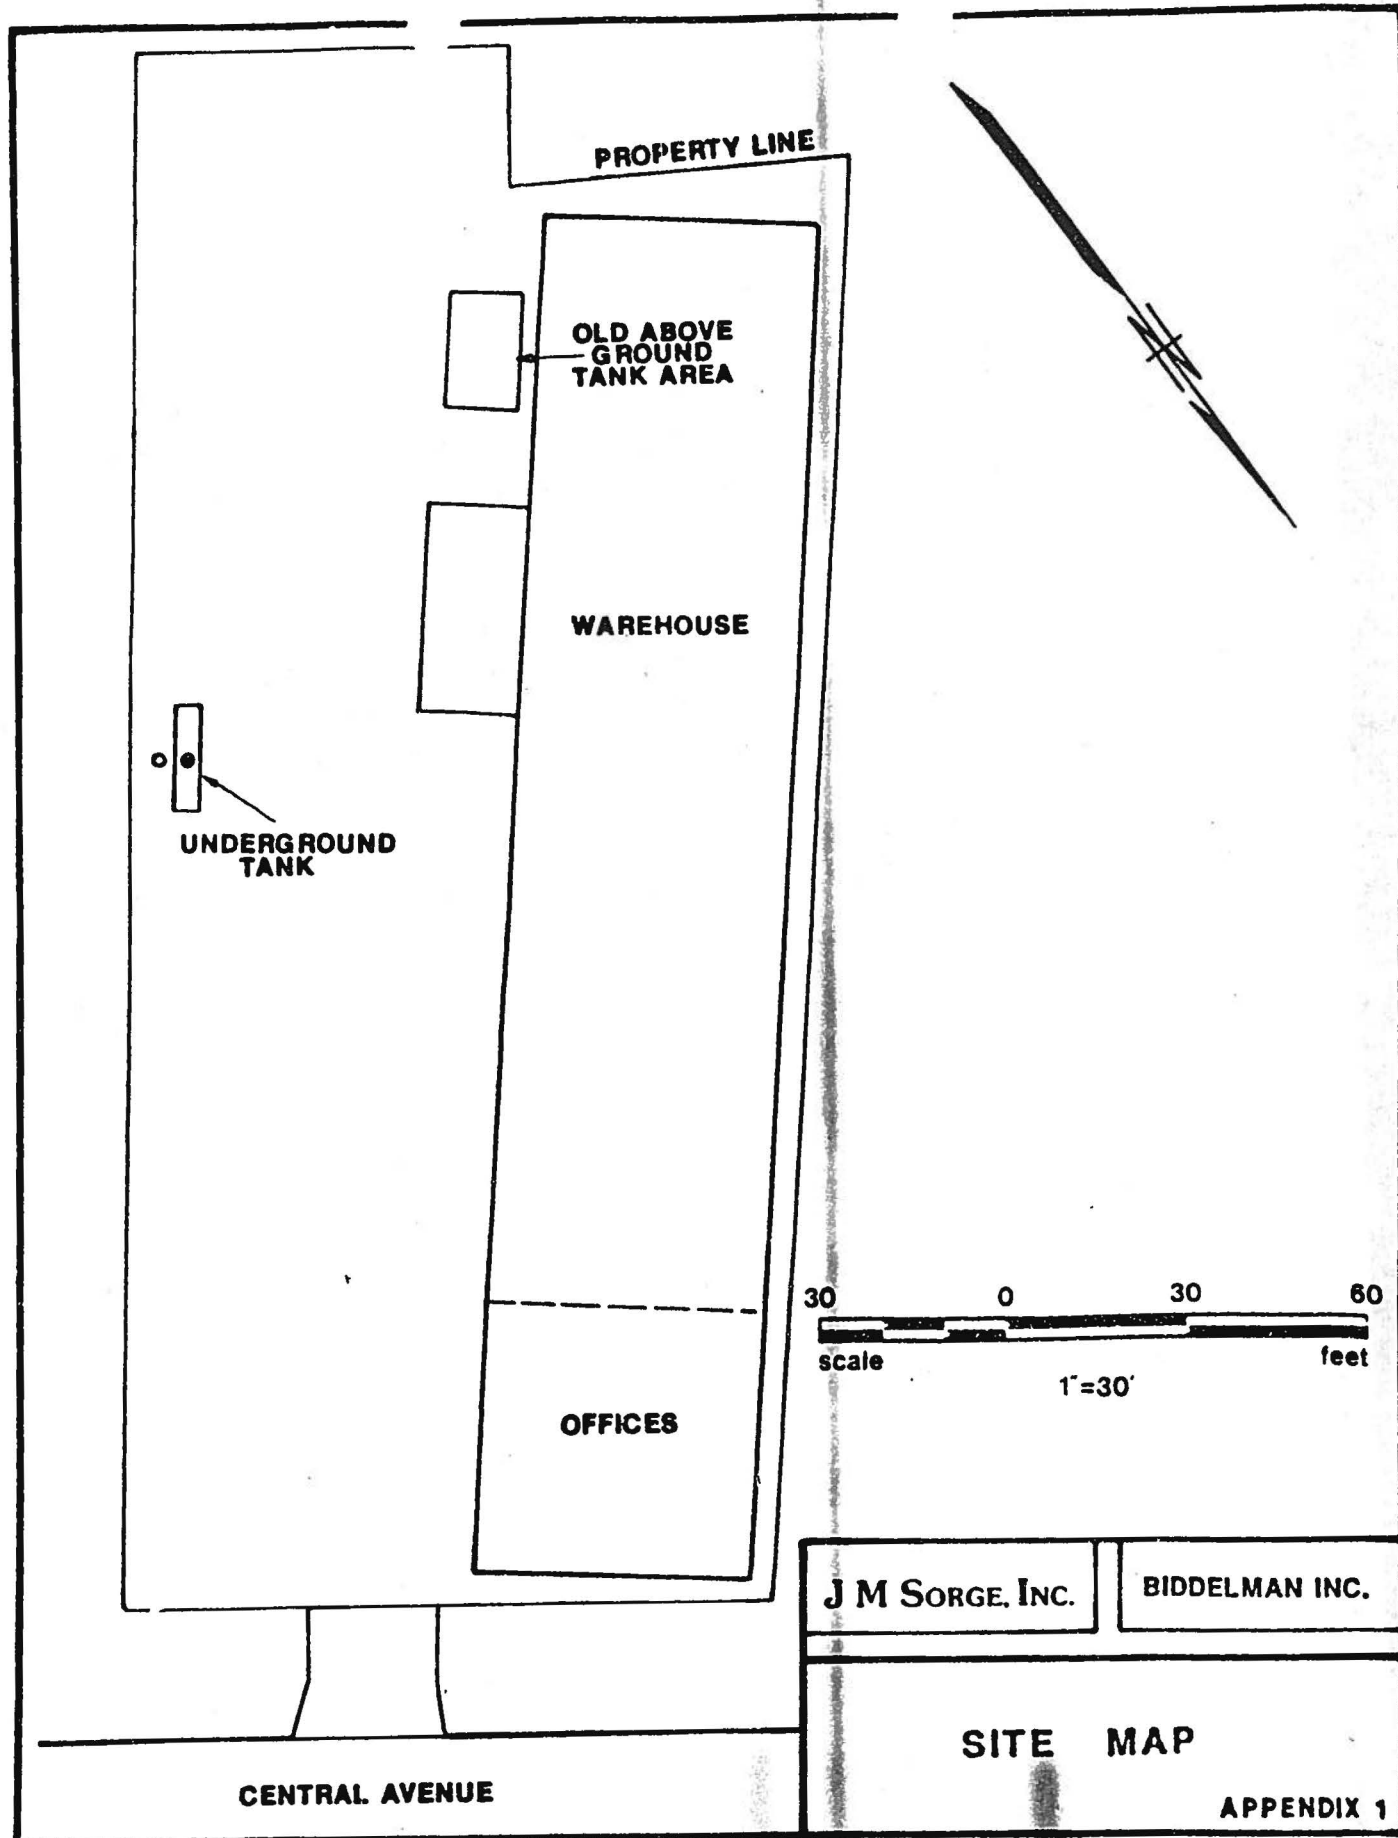 PROPERTY LINE
OLD ABOVE
GROUND
TANK AREA
WAREHOUSE
UNDERGROUND
TANK
N
30 0 30 60
scale feet
1"=30'
OFFICES
J M SORGE, INC.
BIDDELMAN INC.
SITE MAP
CENTRAL AVENUE
APPENDIX 1